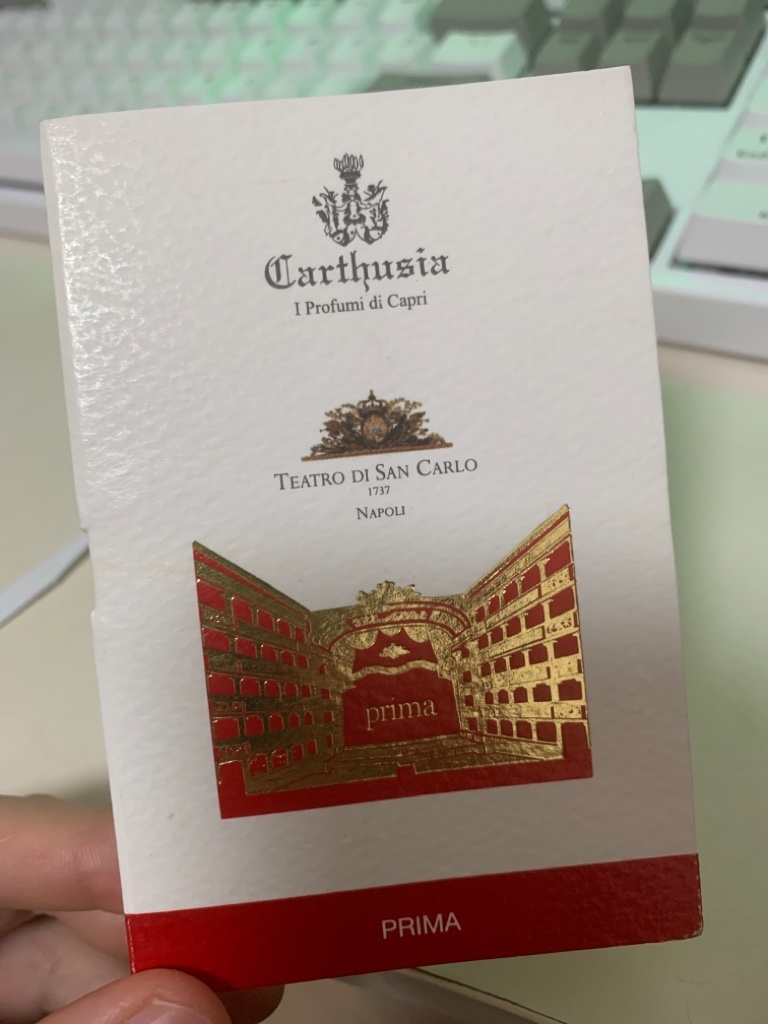 Carthusia
I Profumi di Capri
TEATRO DI SAN CARLO
1737
NAPOLI
prima
PRIMA